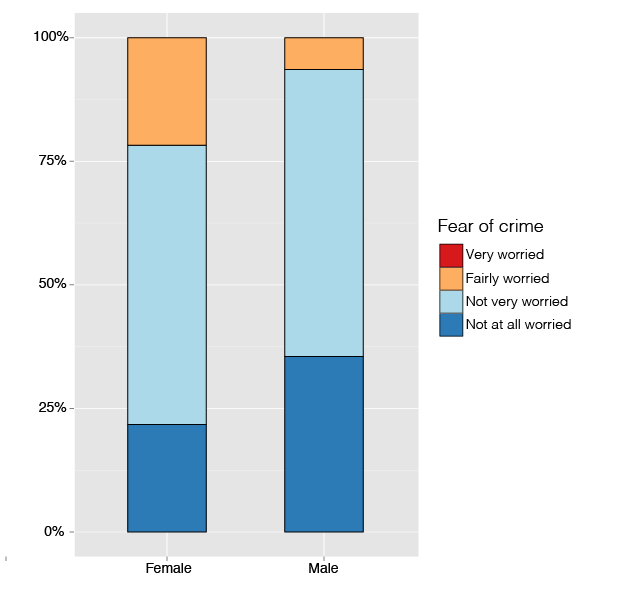 100%
75%
50%
25%
0%
Female
Male
Fear of crime
Very worried
Fairly worried
Not very worried
Not at all worried